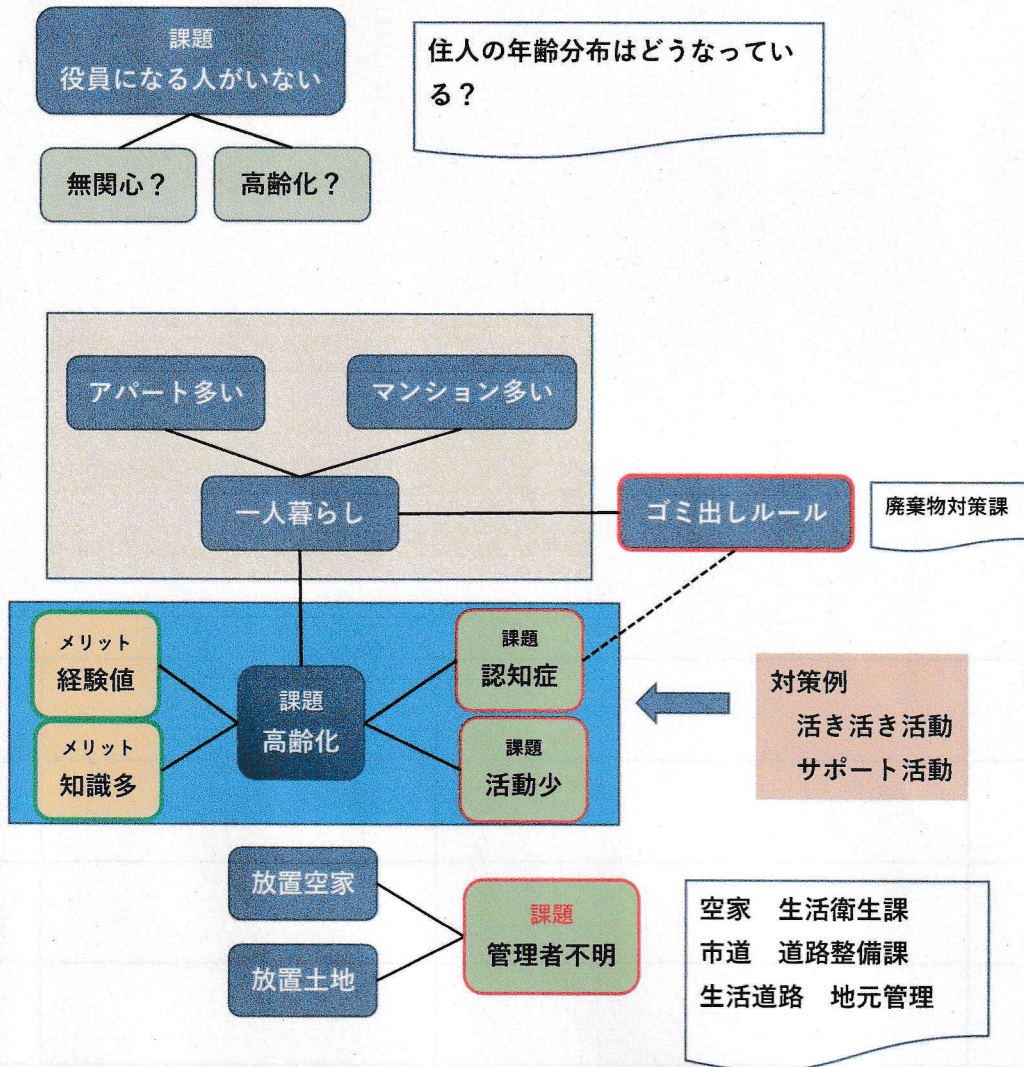 課題
役員になる人がいない
住人の年齢分布はどうなってい
る？
無関心？
高齢化？
アパート多い
マンション多い
一人暮らし
ゴミ出しルール
廃棄物対策課
メリット
経験値
課題
認知症
課題
高齢化
対策例
活き活き活動
サポート活動
メリット
知識多
課題
活動少
放置空家
課題
管理者不明
放置土地
空家　生活衛生課
市道　道路整備課
生活道路　地元管理